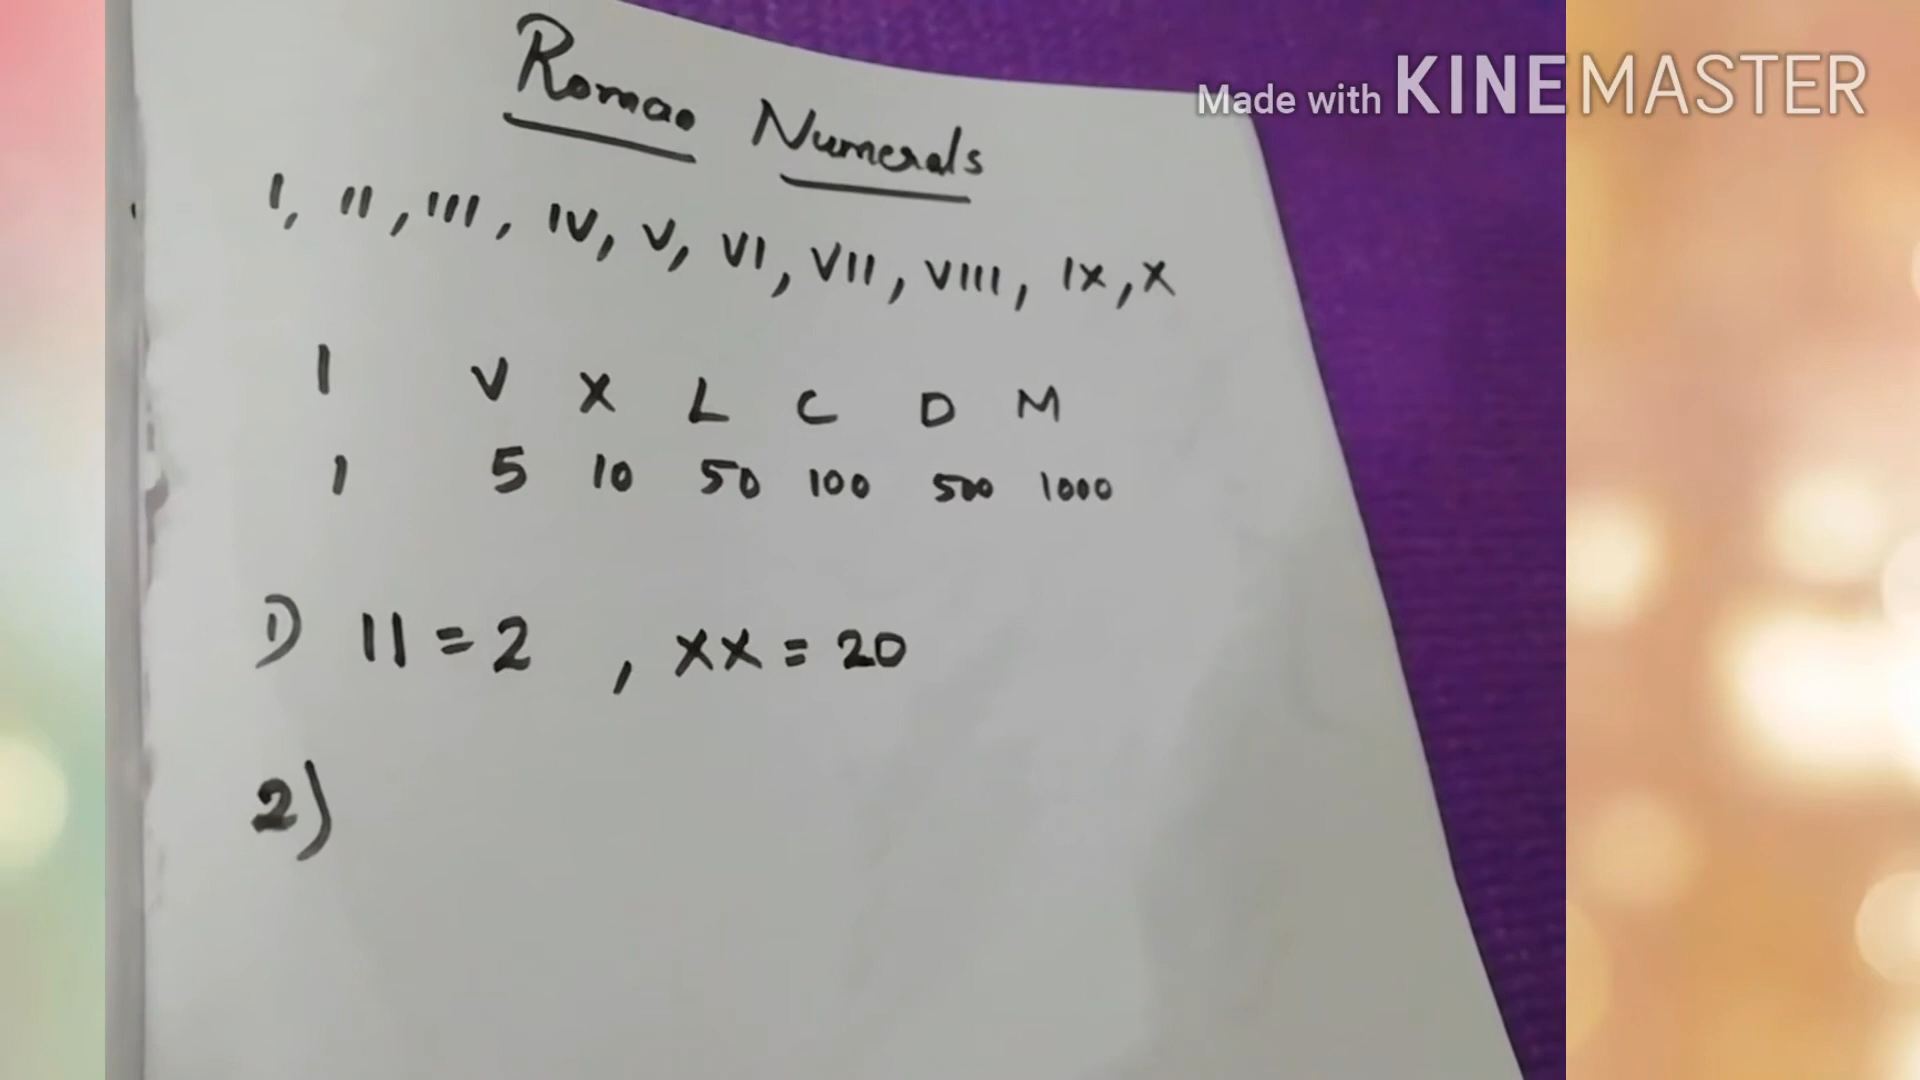 Roman Numerals
Made with KINEMASTER
I, II, III, IV, V, VI, VII, VIII, IX, X
I V X L C D M
1 5 10 50 100 500 1000
1) II = 2 , XX = 20
2)